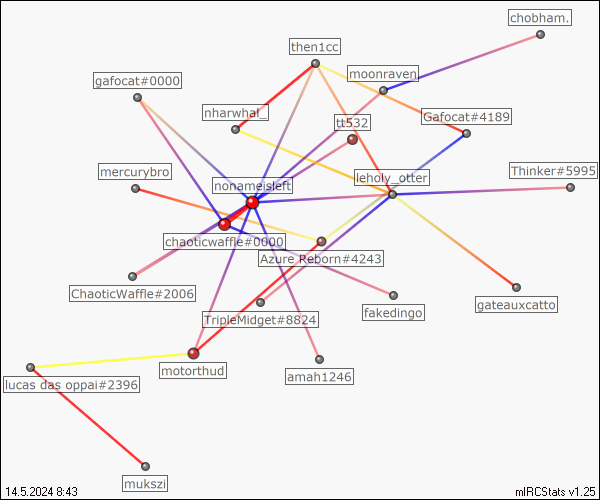 chobham.
then1cc
moonraven
gafocat#0000
nharwhal_
tt532
Gafocat#4189
mercurybro
leholy_otter
Thinker#5995
nonameisleft
chaoticwaffle#0000
Azure Reborn#4243
ChaoticWaffle#2006
fakedingo
gateauxcatto
TripleMidget#8824
motorthud
amah1246
lucas das oppai#2396
mukszi
14.5.2024 8:43
mIRCStats v1.25